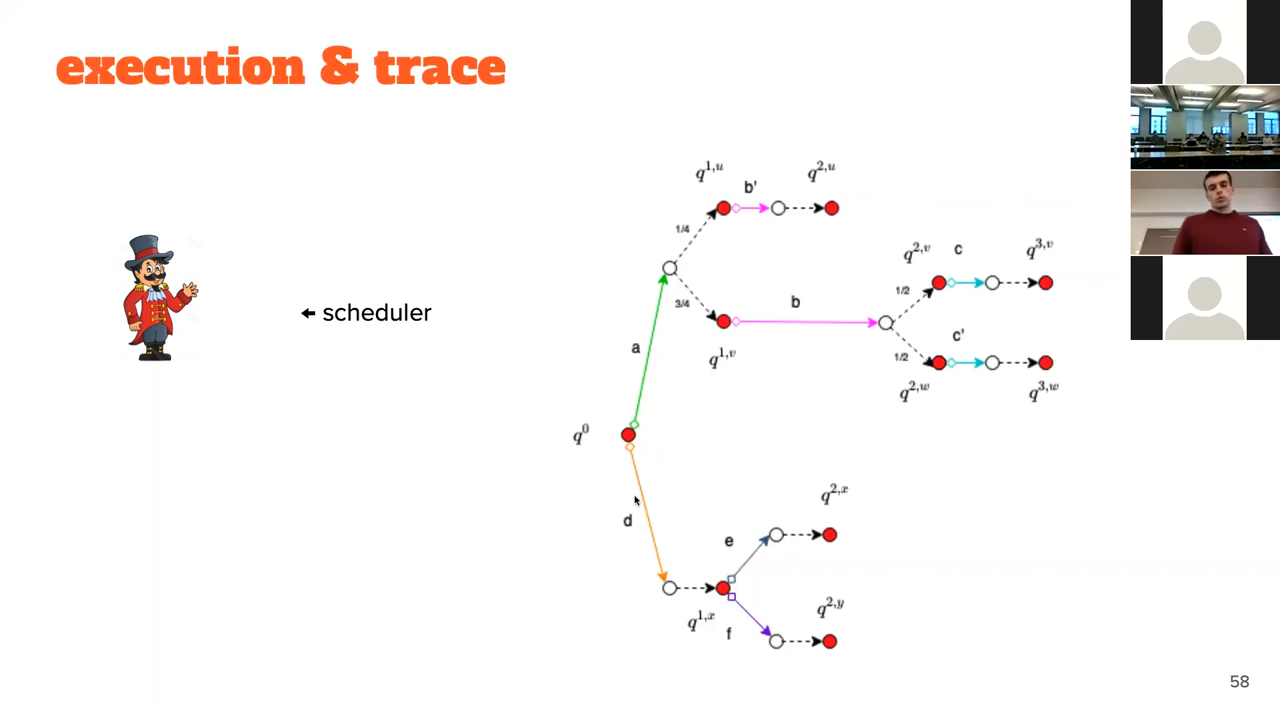 execution & trace
← scheduler
q^{1,u}
b'
q^{2,u}
1/4
3/4
q^{2,v}
c
q^{3,v}
b
1/2
a
q^{1,v}
1/2
c'
q^{2,w}
q^{3,w}
q^0
q^{2,x}
d
e
q^{1,x}
f
q^{2,y}
58